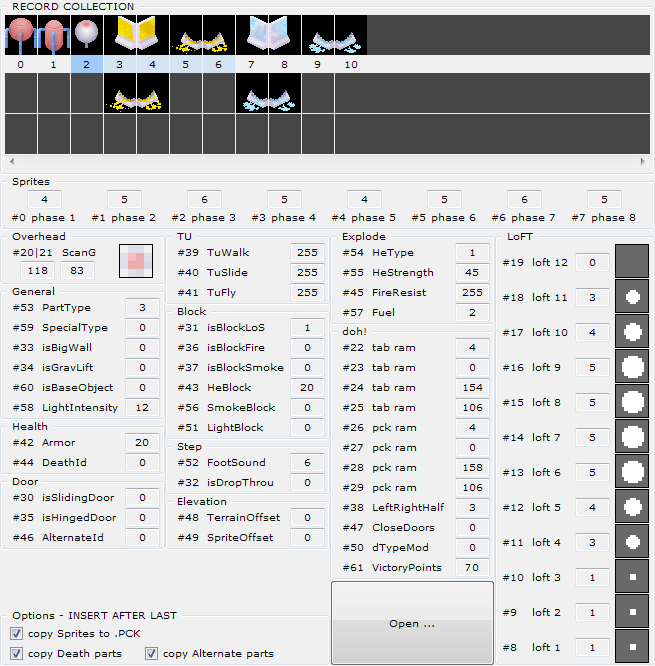 RECORD COLLECTION
0 1 2 3 4 5 6 7 8 9 10
Sprites
4 5 6 5 4 5 6 5
#0 phase 1 #1 phase 2 #2 phase 3 #3 phase 4 #4 phase 5 #5 phase 6 #6 phase 7 #7 phase 8
Overhead
#20|21 ScanG
118 83
General
#53 PartType 3
#59 SpecialType 0
#33 isBigWall 0
#34 isGravLift 0
#60 isBaseObject 0
#58 LightIntensity 12
Health
#42 Armor 20
#44 DeathId 0
Door
#30 isSlidingDoor 0
#35 isHingedDoor 0
#46 AlternateId 0
TU
#39 TuWalk 255
#40 TuSlide 255
#41 TuFly 255
Block
#31 isBlockLoS 1
#36 isBlockFire 0
#37 isBlockSmoke 0
#43 HeBlock 20
#56 SmokeBlock 0
#51 LightBlock 0
Step
#52 FootSound 6
#32 isDropThrou 0
Elevation
#48 TerrainOffset 0
#49 SpriteOffset 0
Explode
#54 HeType 1
#55 HeStrength 45
#45 FireResist 255
#57 Fuel 2
doh!
#22 tab ram 4
#23 tab ram 0
#24 tab ram 154
#25 tab ram 106
#26 pck ram 4
#27 pck ram 0
#28 pck ram 158
#29 pck ram 106
#38 LeftRightHalf 3
#47 CloseDoors 0
#50 dTypeMod 0
#61 VictoryPoints 70
LoFT
#19 loft 12 0
#18 loft 11 3
#17 loft 10 4
#16 loft 9 5
#15 loft 8 5
#14 loft 7 5
#13 loft 6 5
#12 loft 5 4
#11 loft 4 3
#10 loft 3 1
#9 loft 2 1
#8 loft 1 1
Options - INSERT AFTER LAST
copy Sprites to .PCK
copy Death parts copy Alternate parts
Open ...